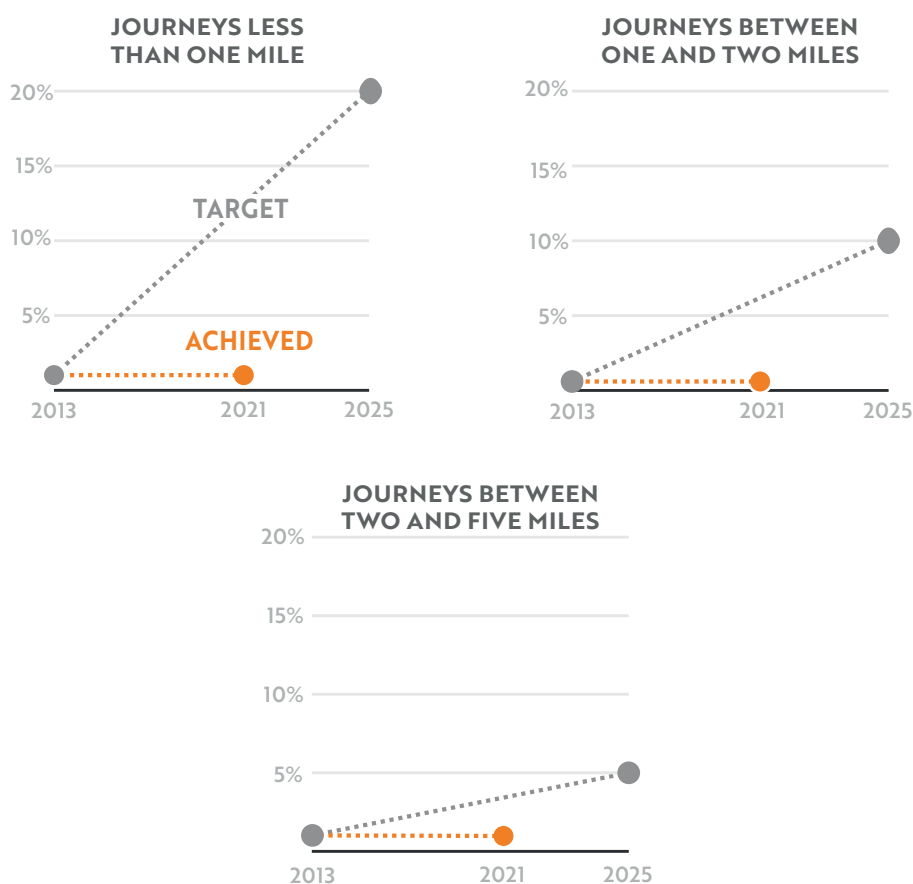 JOURNEYS LESS
THAN ONE MILE
20%
15%
10%
5%
TARGET
ACHIEVED
2013
2021
2025
JOURNEYS BETWEEN
ONE AND TWO MILES
20%
15%
10%
5%
2013
2021
2025
JOURNEYS BETWEEN
TWO AND FIVE MILES
20%
15%
10%
5%
2013
2021
2025